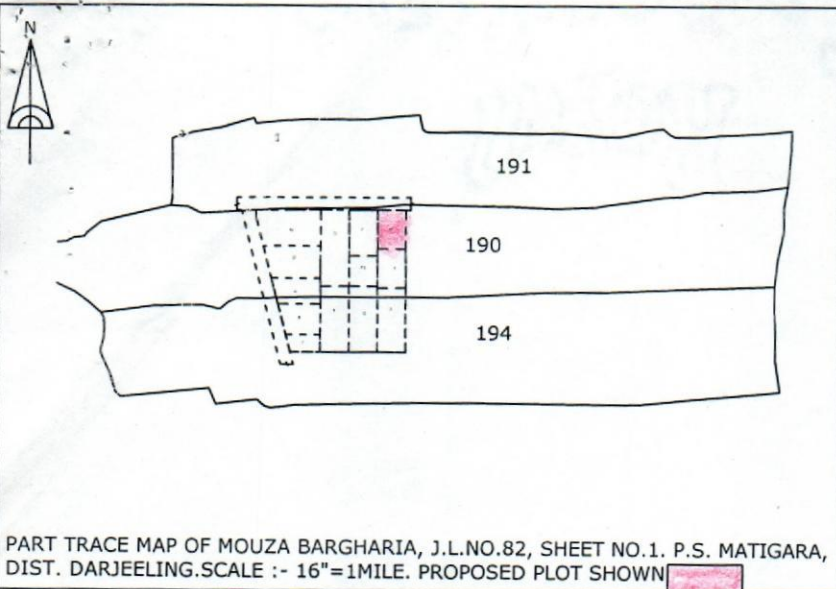 N
191
190
194
PART TRACE MAP OF MOUZA BARGHARIA, J.L.NO.82, SHEET NO.1. P.S. MATIGARA,
DIST. DARJEELING.SCALE :- 16"=1MILE. PROPOSED PLOT SHOWN